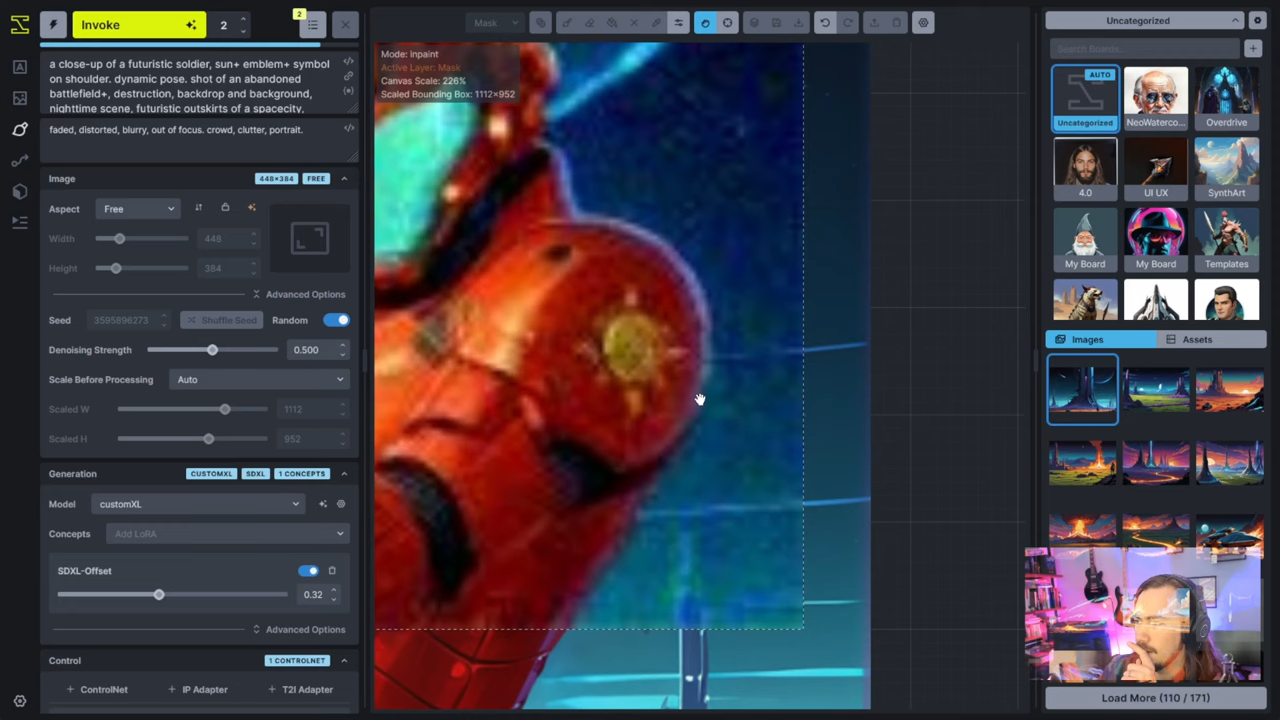 Invoke
2
2
Mask
Uncategorized
Search Boards...
a close-up of a futuristic soldier, sun+ emblem+ symbol
on shoulder. dynamic pose. shot of an abandoned
battlefield+, destruction, backdrop and background,
nighttime scene, futuristic outskirts of a spacecity.
faded, distorted, blurry, out of focus. crowd, clutter, portrait.
Mode: Inpaint
Active Layer: Mask
Canvas Scale: 226%
Scaled Bounding Box: 1112×952
AUTO
Uncategorized
NeoWaterco...
Overdrive
4.0
UI UX
SynthArt
My Board
My Board
Templates
Image
448×384
FREE
Aspect
Free
Width
448
Height
384
Advanced Options
Seed
3595896273
Shuffle Seed
Random
Denoising Strength
0.500
Scale Before Processing
Auto
Scaled W
1112
Scaled H
952
Generation
CUSTOMXL
SDXL
1 CONCEPTS
Model
customXL
Concepts
Add LoRA
SDXL-Offset
0.32
Advanced Options
Control
1 CONTROLNET
+ ControlNet
+ IP Adapter
+ T2I Adapter
Images
Assets
Load More (110 / 171)